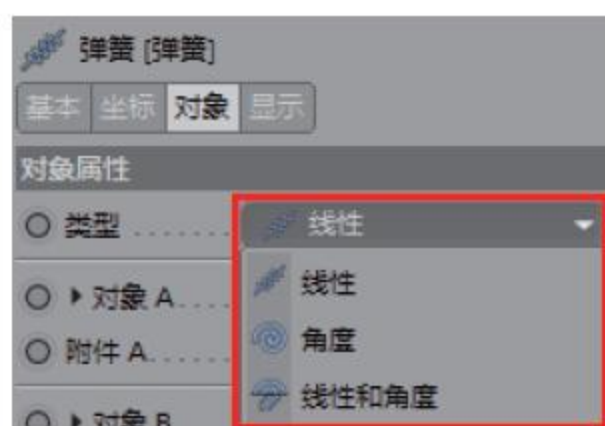 弹簧 [弹簧]
基本 坐标 对象 显示
对象属性
类型 ....... 线性
线性
对象 A....
附件 A......
角度
线性和角度
对象 B